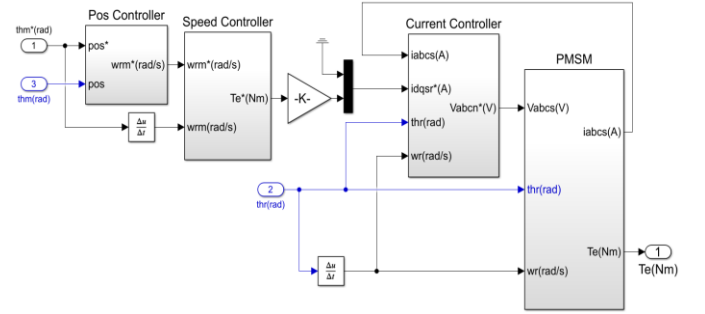 Pos Controller
Speed Controller
Current Controller
PMSM
thm*(rad)
1
pos*
wrm*(rad/s)
3
thm(rad)
pos
Δu
Δt
wrm*(rad/s)
Te*(Nm)
wrm(rad/s)
-K-
iabcs(A)
idqsr*(A)
Vabcn*(V)
thr(rad)
wr(rad/s)
2
thr(rad)
Δu
Δt
Vabcs(V)
iabcs(A)
thr(rad)
Te(Nm)
wr(rad/s)
1
Te(Nm)